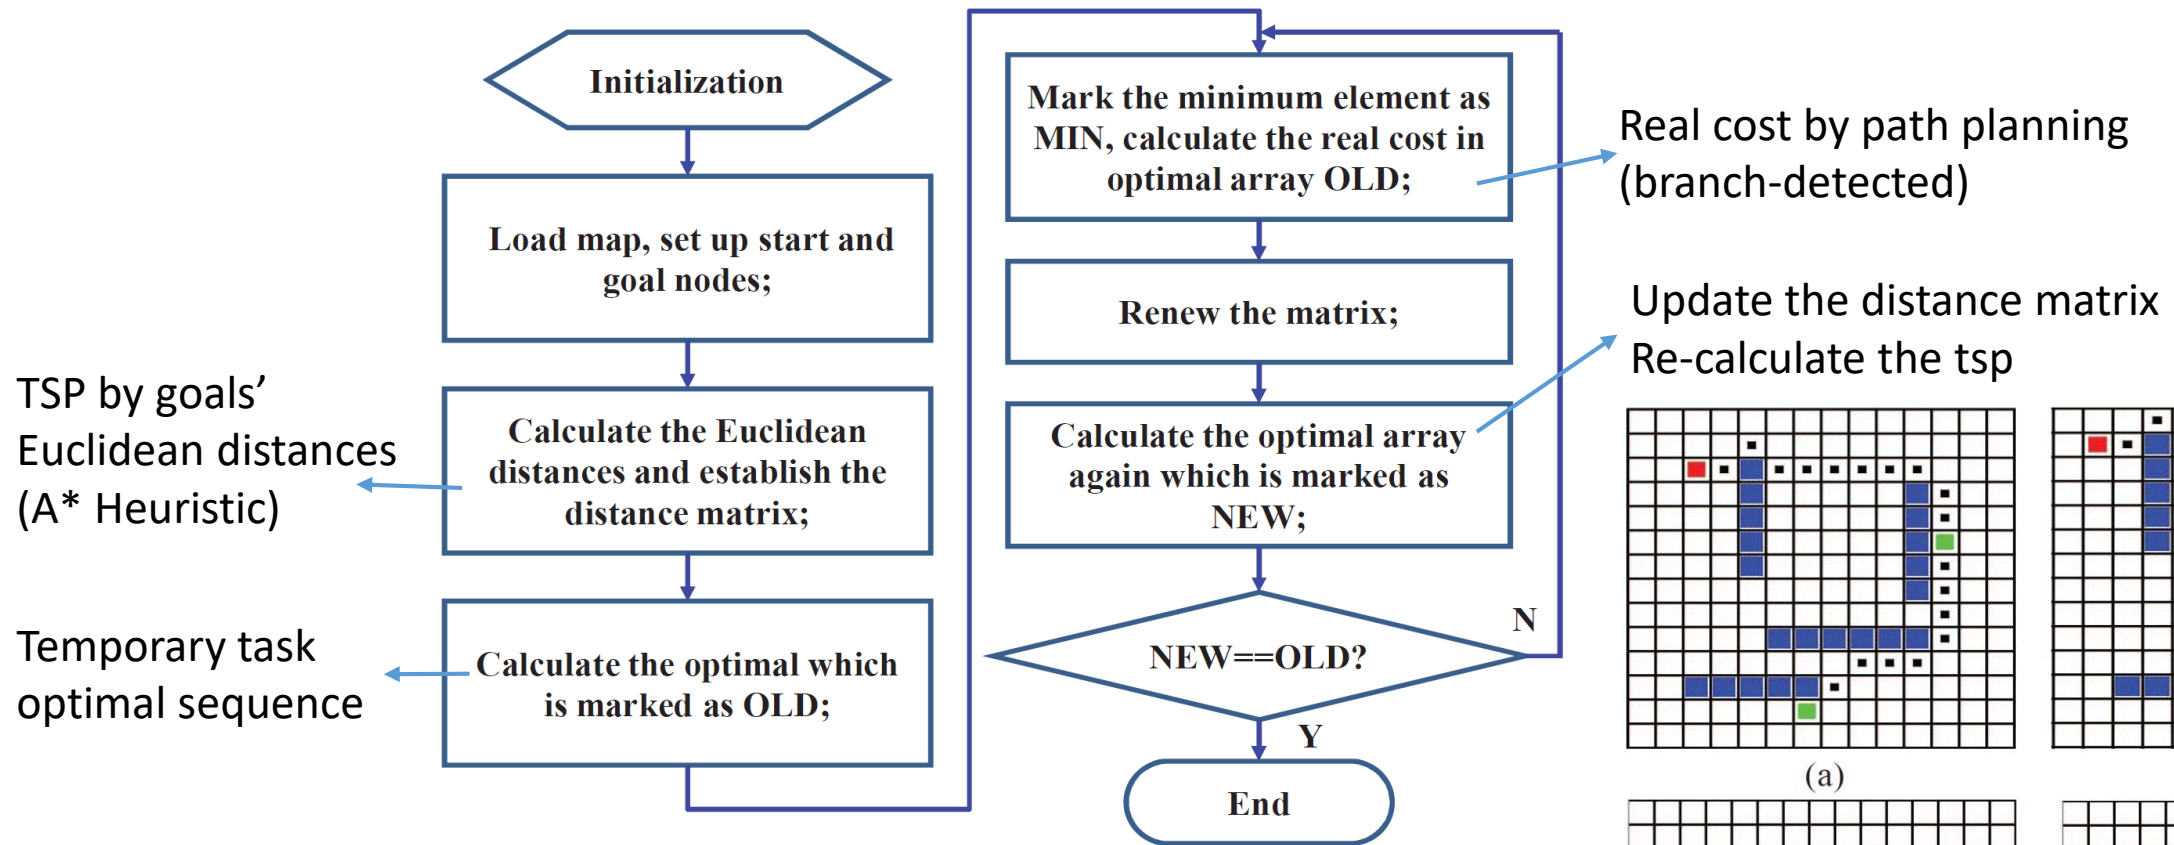 Initialization
Load map, set up start and
goal nodes;
TSP by goals’
Euclidean distances
(A* Heuristic)
Calculate the Euclidean
distances and establish the
distance matrix;
Temporary task
optimal sequence
Calculate the optimal which
is marked as OLD;
Mark the minimum element as
MIN, calculate the real cost in
optimal array OLD;
Real cost by path planning
(branch-detected)
Renew the matrix;
Update the distance matrix
Re-calculate the tsp
Calculate the optimal array
again which is marked as
NEW;
NEW==OLD?
N
Y
End
(a)